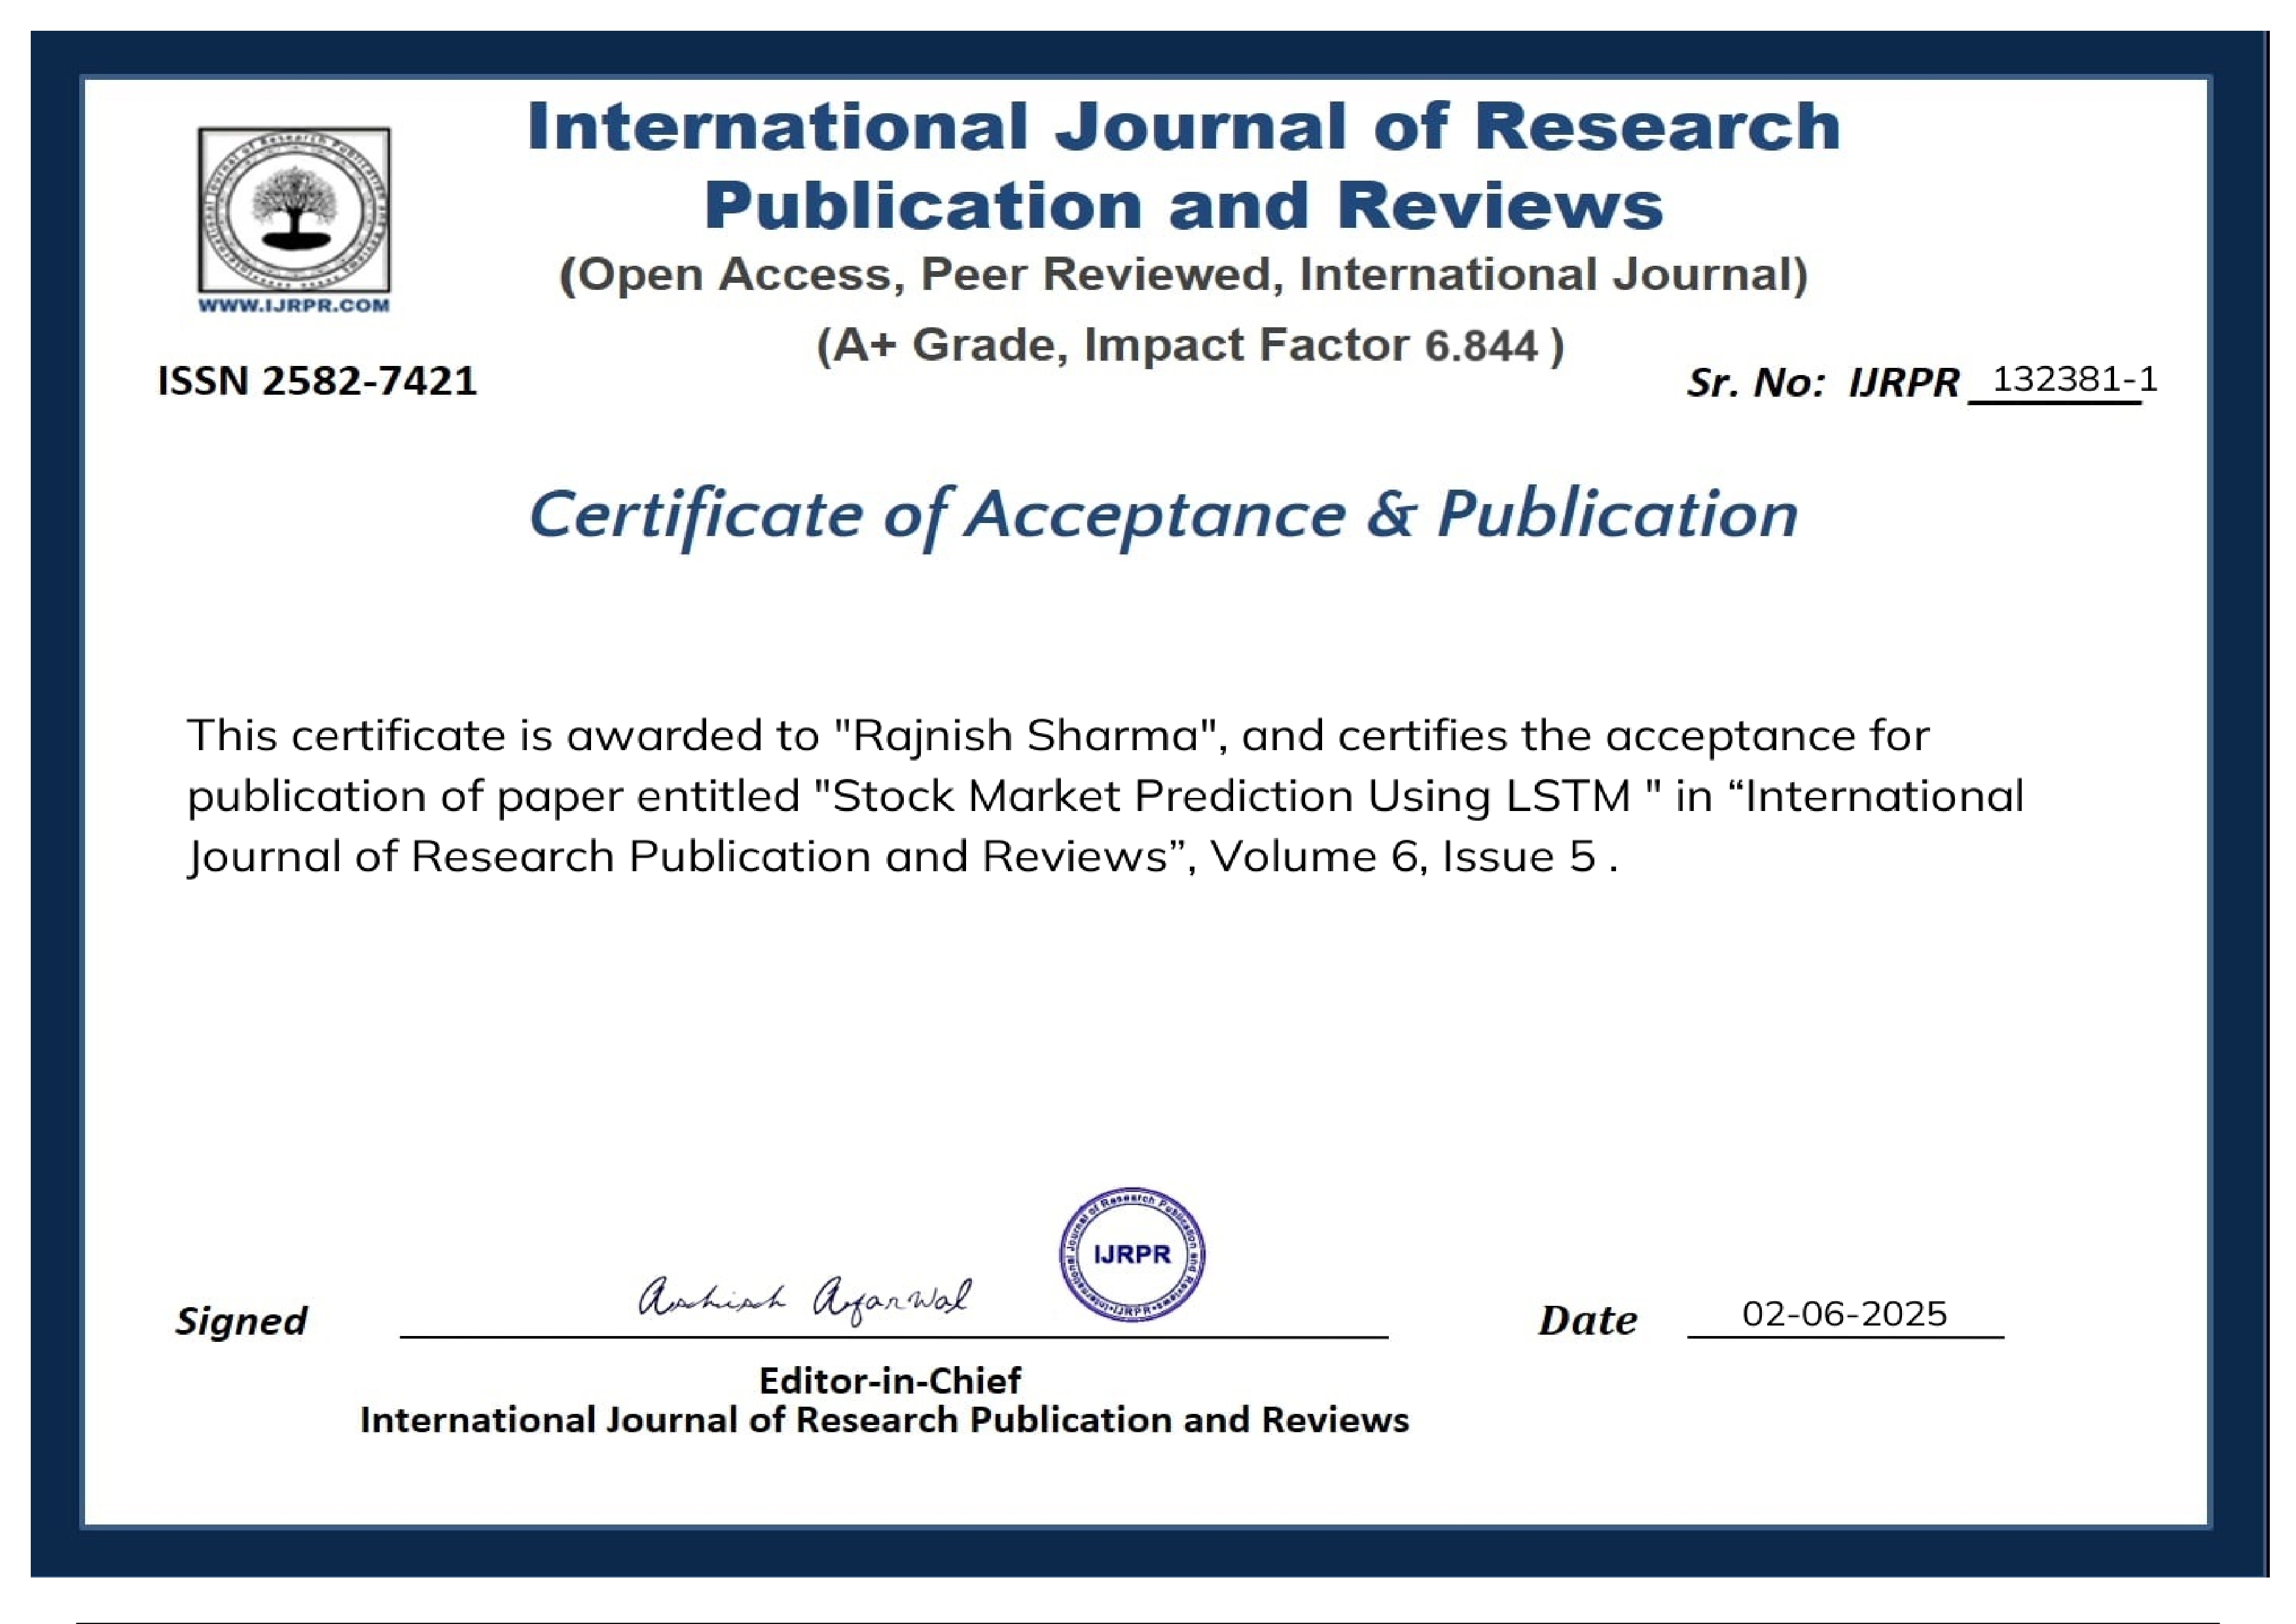 International Journal of Research
Publication and Reviews
(Open Access, Peer Reviewed, International Journal)
(A+ Grade, Impact Factor 6.844 )
WWW.IJRPR.COM
ISSN 2582-7421
Sr. No: IJRPR 132381-1
Certificate of Acceptance & Publication
This certificate is awarded to "Rajnish Sharma", and certifies the acceptance for
publication of paper entitled "Stock Market Prediction Using LSTM " in “International
Journal of Research Publication and Reviews”, Volume 6, Issue 5 .
International Journal of Research Publication and Reviews
IJRPR
IJRPR
Signed
Ashish Agarwal
Date 02-06-2025
Editor-in-Chief
International Journal of Research Publication and Reviews